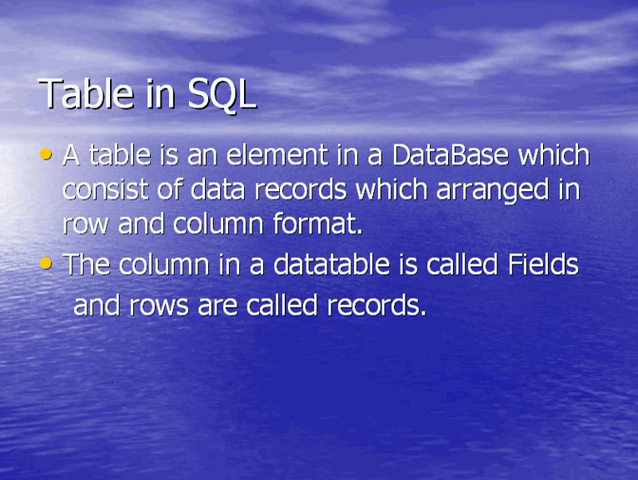 Table in SQL
• A table is an element in a DataBase which
consist of data records which arranged in
row and column format.
• The column in a datatable is called Fields
and rows are called records.